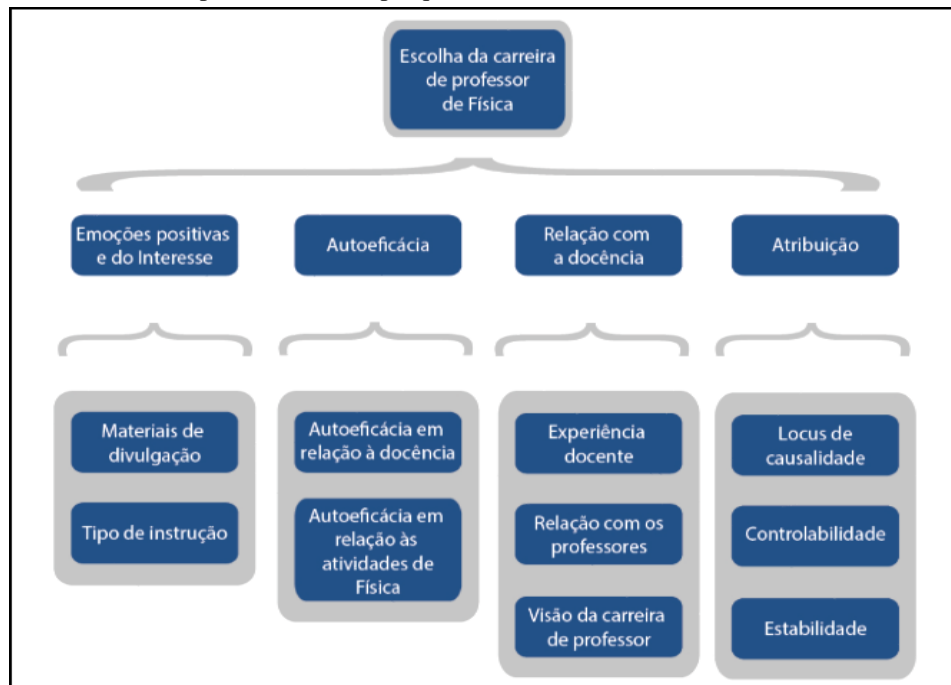 Escolha da carreira
de professor
de Física
Emoções positivas
e do Interesse
Autoeficácia
Relação com
a docência
Atribuição
Materiais de
divulgação
Tipo de instrução
Autoeficácia em
relação à docência
Autoeficácia em
relação às
atividades de
Física
Experiência
docente
Relação com os
professores
Visão da carreira
de professor
Locus de
causalidade
Controlabilidade
Estabilidade